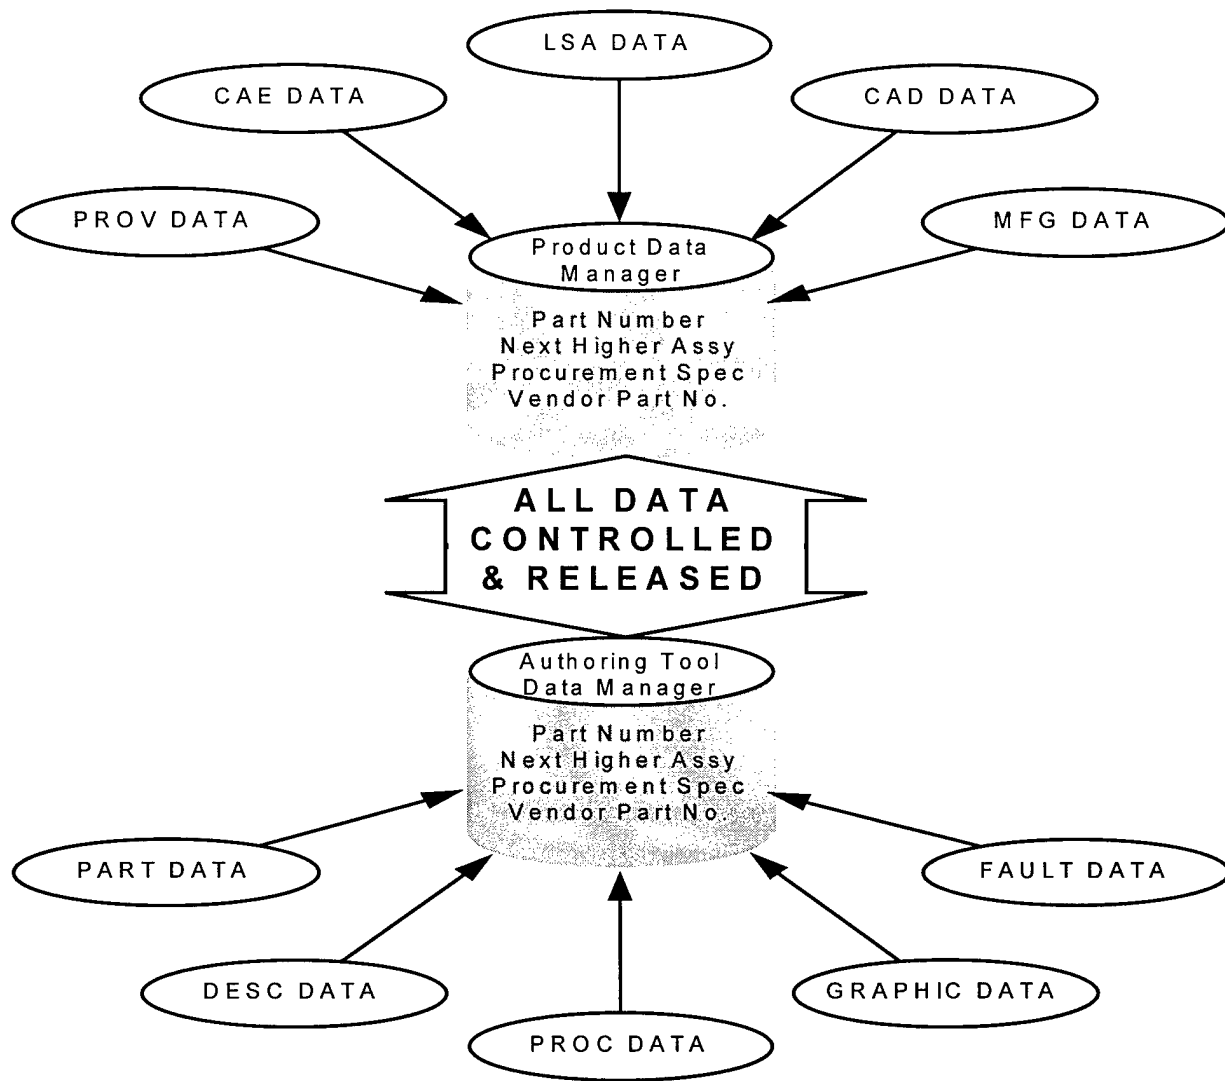 LSA DATA
CAE DATA
CAD DATA
PROV DATA
MFG DATA
Product Data
Manager
Part Number
Next Higher Assy
Procurement Spec
Vendor Part No.
ALL DATA
CONTROLLED
& RELEASED
Authoring Tool
Data Manager
Part Number
Next Higher Assy
Procurement Spec
Vendor Part No.
PART DATA
FAULT DATA
DESC DATA
GRAPHIC DATA
PROC DATA